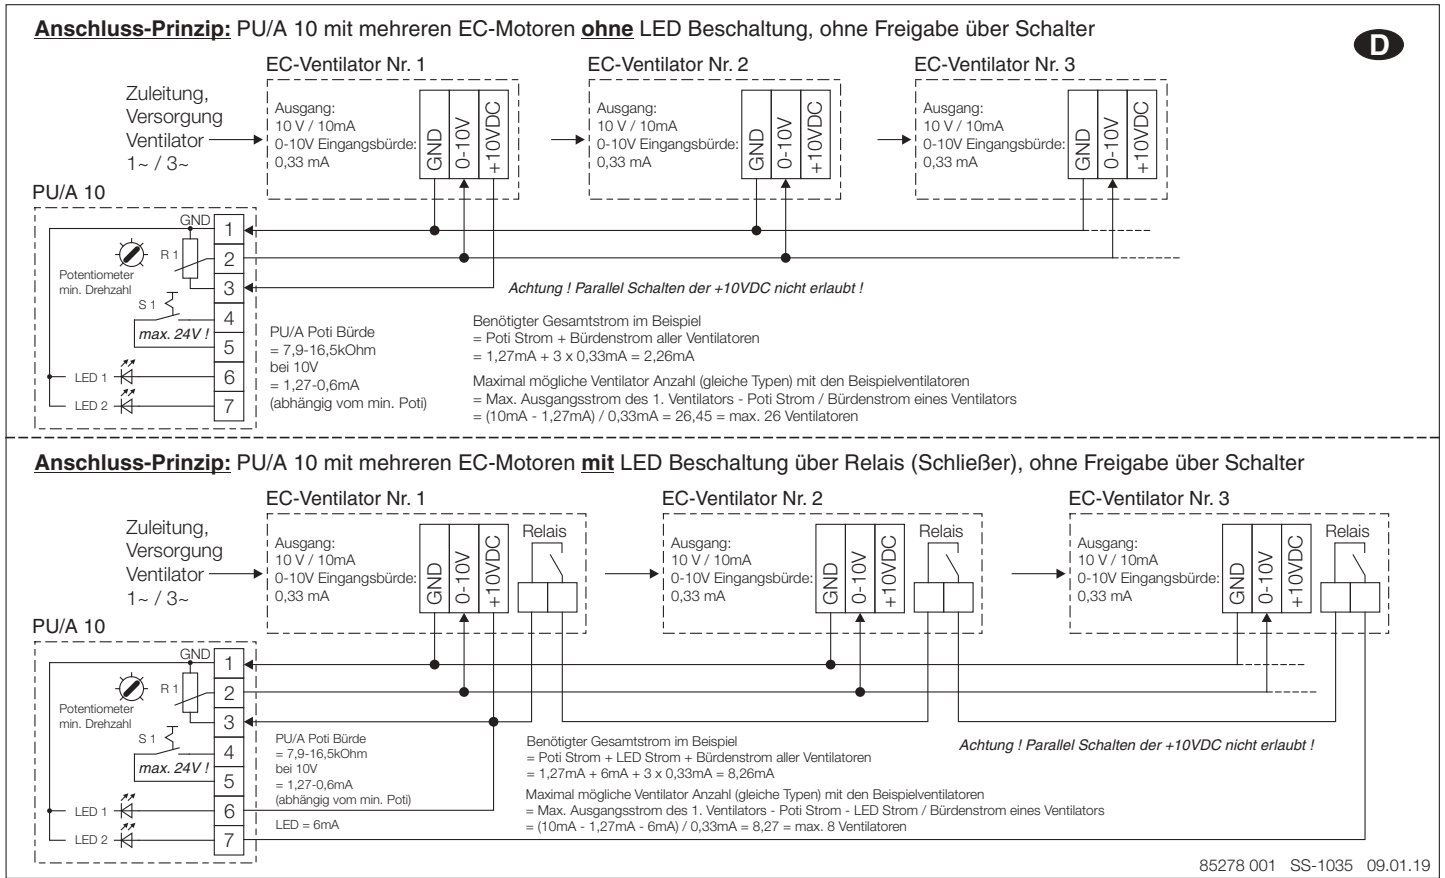 Anschluss-Prinzip: PU/A 10 mit mehreren EC-Motoren ohne LED Beschaltung, ohne Freigabe über Schalter
D
EC-Ventilator Nr. 1
EC-Ventilator Nr. 2
EC-Ventilator Nr. 3
Zuleitung,
Versorgung
Ventilator
1~ / 3~
Ausgang:
10 V / 10mA
0-10V Eingangsbürde:
0,33 mA
GND
0-10V
+10VDC
Ausgang:
10 V / 10mA
0-10V Eingangsbürde:
0,33 mA
GND
0-10V
+10VDC
Ausgang:
10 V / 10mA
0-10V Eingangsbürde:
0,33 mA
GND
0-10V
+10VDC
PU/A 10
GND
1
R 1
2
Potentiometer
min. Drehzahl
3
S 1
4
max. 24V !
5
LED 1
6
LED 2
7
Achtung ! Parallel Schalten der +10VDC nicht erlaubt !
PU/A Poti Bürde
= 7,9-16,5kOhm
bei 10V
= 1,27-0,6mA
(abhängig vom min. Poti)
Benötigter Gesamtstrom im Beispiel
= Poti Strom + Bürdenstrom aller Ventilatoren
= 1,27mA + 3 x 0,33mA = 2,26mA
Maximal mögliche Ventilator Anzahl (gleiche Typen) mit den Beispielventilatoren
= Max. Ausgangsstrom des 1. Ventilators - Poti Strom / Bürdenstrom eines Ventilators
= (10mA - 1,27mA) / 0,33mA = 26,45 = max. 26 Ventilatoren
Anschluss-Prinzip: PU/A 10 mit mehreren EC-Motoren mit LED Beschaltung über Relais (Schließer), ohne Freigabe über Schalter
EC-Ventilator Nr. 1
EC-Ventilator Nr. 2
EC-Ventilator Nr. 3
Zuleitung,
Versorgung
Ventilator
1~ / 3~
Ausgang:
10 V / 10mA
0-10V Eingangsbürde:
0,33 mA
GND
0-10V
+10VDC
Relais
Ausgang:
10 V / 10mA
0-10V Eingangsbürde:
0,33 mA
GND
0-10V
+10VDC
Relais
Ausgang:
10 V / 10mA
0-10V Eingangsbürde:
0,33 mA
GND
0-10V
+10VDC
Relais
PU/A 10
GND
1
R 1
2
Potentiometer
min. Drehzahl
3
S 1
4
max. 24V !
5
LED 1
6
LED 2
7
PU/A Poti Bürde
= 7,9-16,5kOhm
bei 10V
= 1,27-0,6mA
(abhängig vom min. Poti)
LED = 6mA
Benötigter Gesamtstrom im Beispiel
= Poti Strom + LED Strom + Bürdenstrom aller Ventilatoren
= 1,27mA + 6mA + 3 x 0,33mA = 8,26mA
Achtung ! Parallel Schalten der +10VDC nicht erlaubt !
Maximal mögliche Ventilator Anzahl (gleiche Typen) mit den Beispielventilatoren
= Max. Ausgangsstrom des 1. Ventilators - Poti Strom - LED Strom / Bürdenstrom eines Ventilators
= (10mA - 1,27mA - 6mA) / 0,33mA = 8,27 = max. 8 Ventilatoren
85278 001 SS-1035 09.01.19